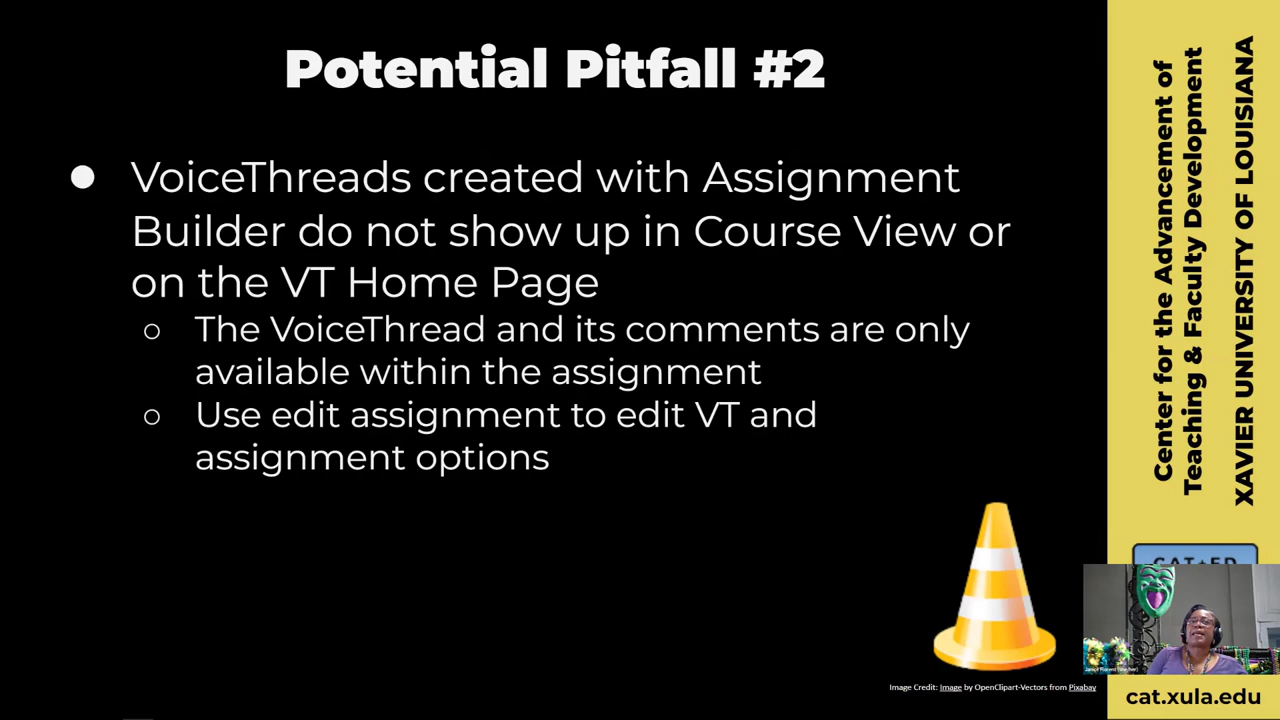 Potential Pitfall #2
● VoiceThreads created with Assignment
Builder do not show up in Course View or
on the VT Home Page
○ The VoiceThread and its comments are only
available within the assignment
○ Use edit assignment to edit VT and
assignment options
Image Credit: Image by OpenClipart-Vectors from Pixabay
Center for the Advancement of
Teaching & Faculty Development
XAVIER UNIVERSITY OF LOUISIANA
CAT+ED
cat.xula.edu